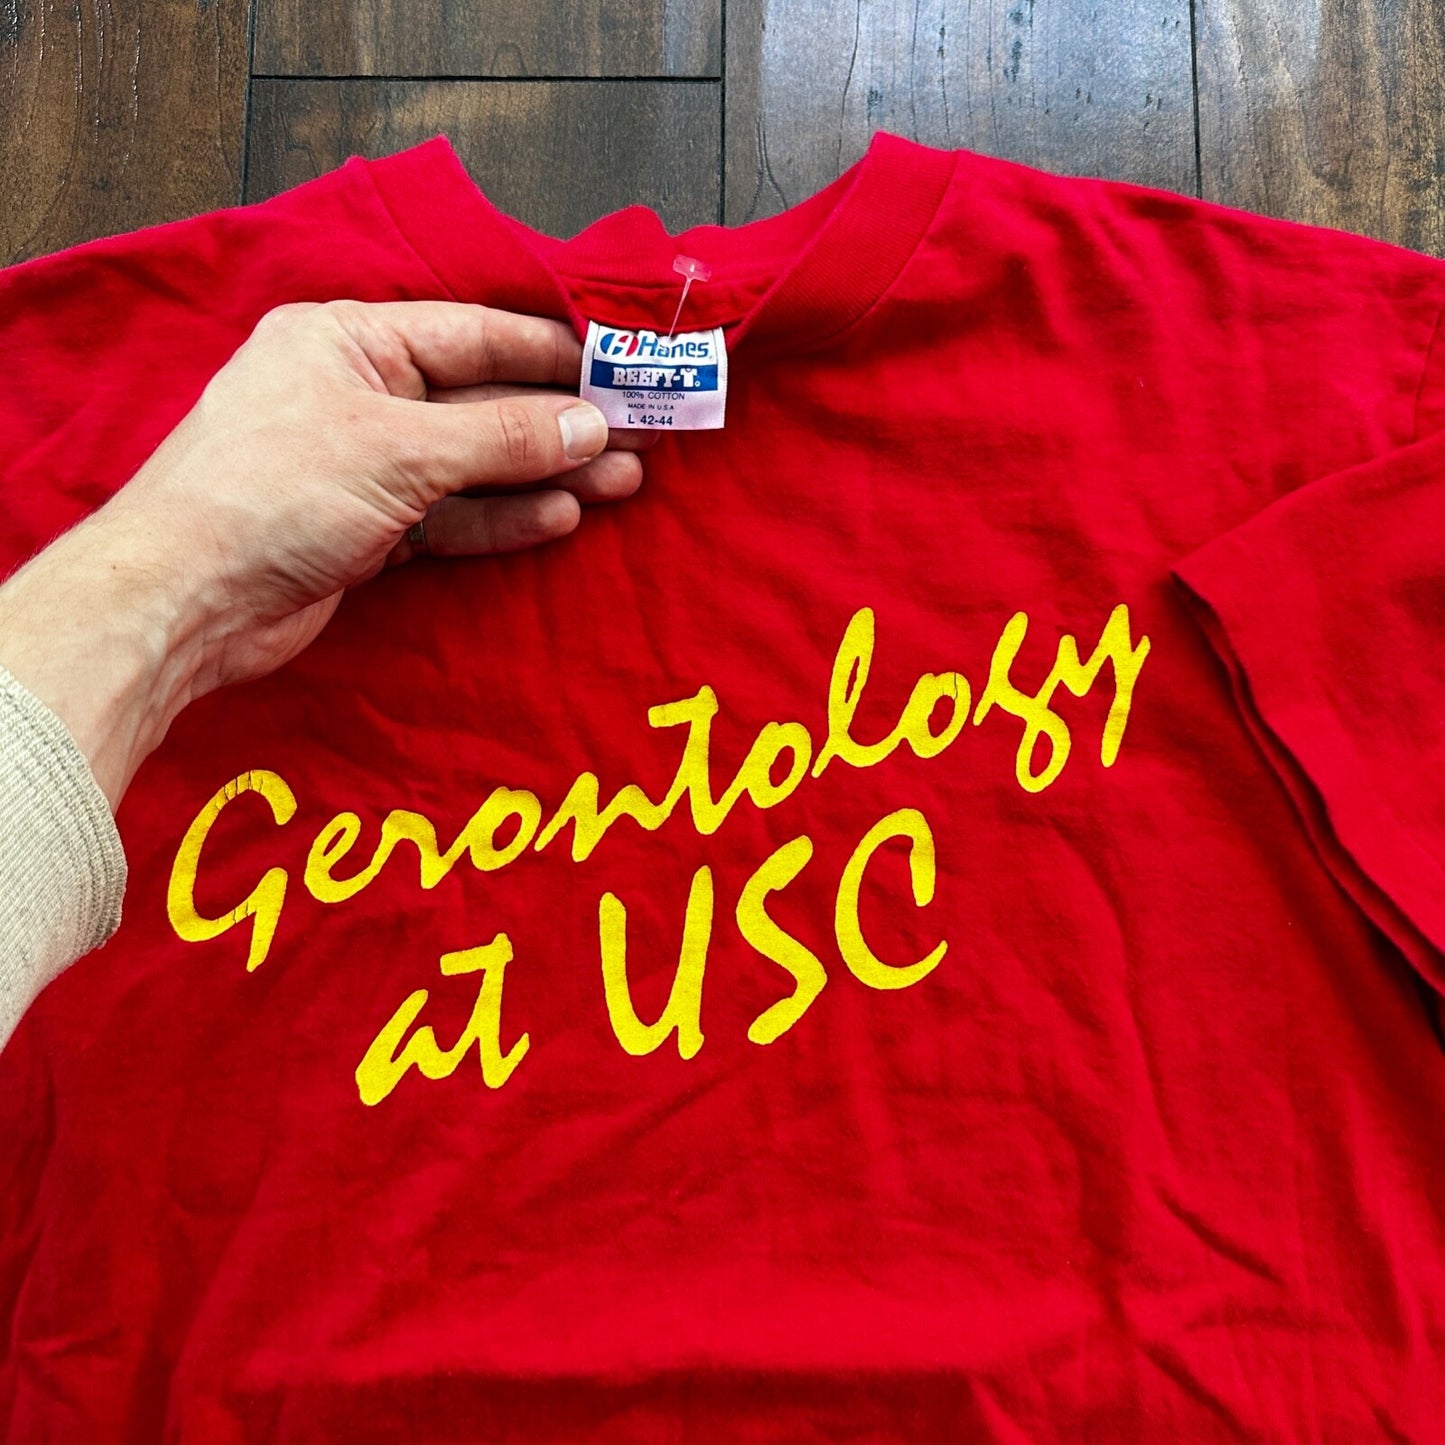 Hanes
BEEFY-T®
100% COTTON
MADE IN U.S.A
L 42-44
Gerontology
at USC